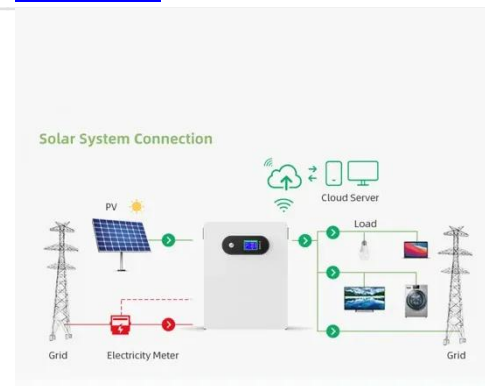 Solar System Connection
Cloud Server
PV
Load
Grid
Electricity Meter
Grid